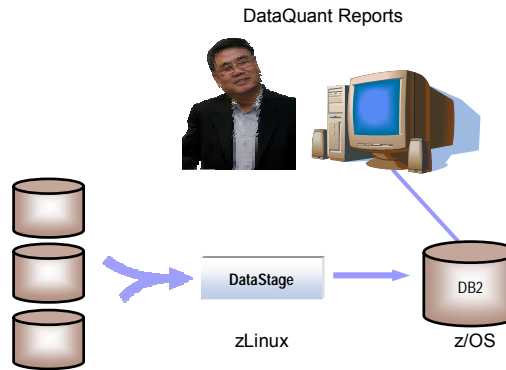 DataQuant Reports
DataStage
DB2
zLinux
z/OS